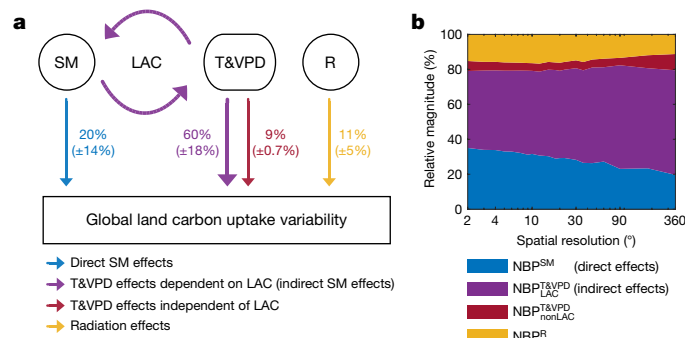 a
SM
LAC
T&VPD
R
20%
(±14%)
60%
(±18%)
9%
(±0.7%)
11%
(±5%)
Global land carbon uptake variability
Direct SM effects
T&VPD effects dependent on LAC (indirect SM effects)
T&VPD effects independent of LAC
Radiation effects
b
Relative magnitude (%)
100
80
60
40
20
0
2 4 10 30 90 360
Spatial resolution (°)
NBP^SM (direct effects)
NBP^T&VPD_LAC (indirect effects)
NBP^T&VPD_nonLAC
NBP^R